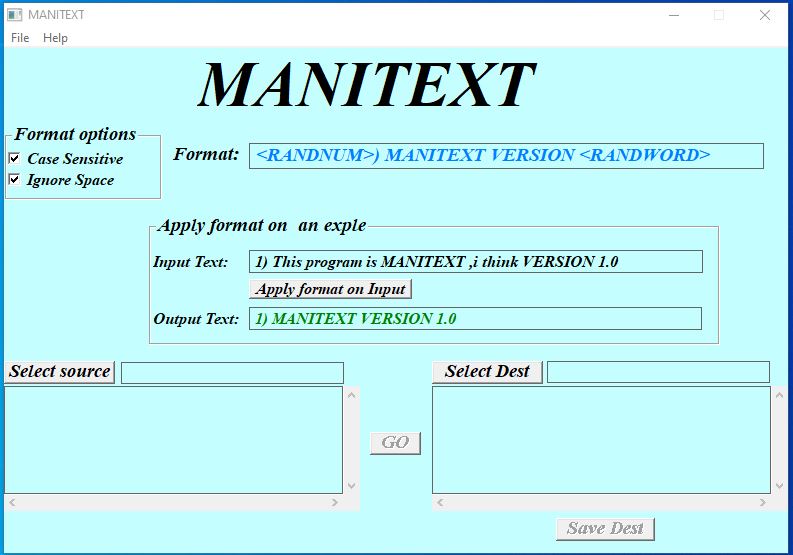 MANITEXT
File Help
MANITEXT
Format options
Case Sensitive
Ignore Space
Format: <RANDNUM>) MANITEXT VERSION <RANDWORD>
Apply format on  an exple
Input Text: 1) This program is MANITEXT ,i think VERSION 1.0
Apply format on Input
Output Text: 1) MANITEXT VERSION 1.0
Select source
Select Dest
GO
Save Dest